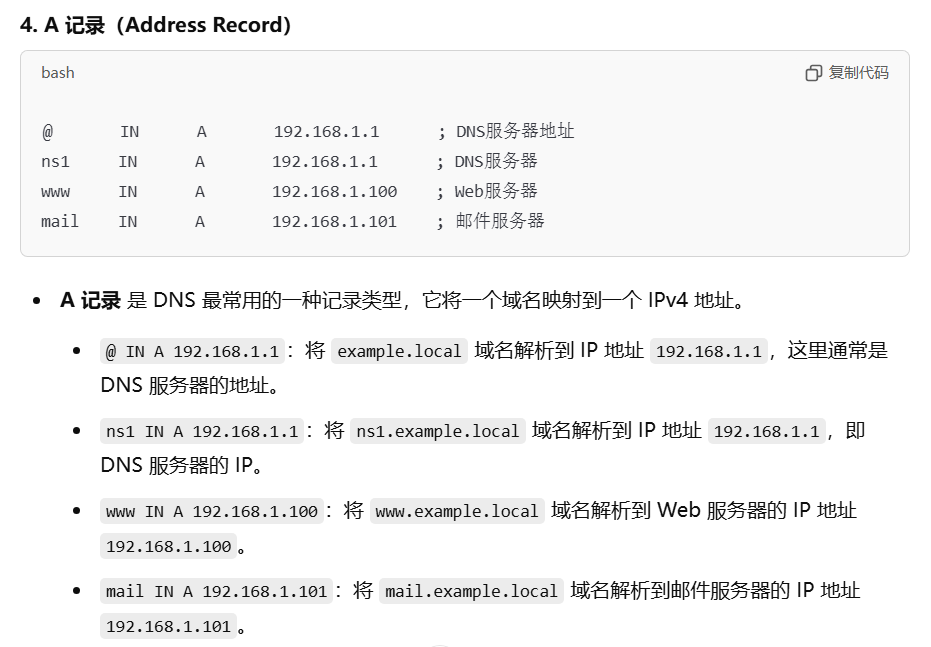 4. A 记录（Address Record）
bash 复制代码
@ IN A 192.168.1.1 ; DNS服务器地址
ns1 IN A 192.168.1.1 ; DNS服务器
www IN A 192.168.1.100 ; Web服务器
mail IN A 192.168.1.101 ; 邮件服务器
• A 记录 是 DNS 最常用的一种记录类型，它将一个域名映射到一个 IPv4 地址。
• @ IN A 192.168.1.1：将 example.local 域名解析到 IP 地址 192.168.1.1，这里通常是
DNS 服务器的地址。
• ns1 IN A 192.168.1.1：将 ns1.example.local 域名解析到 IP 地址 192.168.1.1，即
DNS 服务器的 IP。
• www IN A 192.168.1.100：将 www.example.local 域名解析到 Web 服务器的 IP 地址
192.168.1.100。
• mail IN A 192.168.1.101：将 mail.example.local 域名解析到邮件服务器的 IP 地址
192.168.1.101。